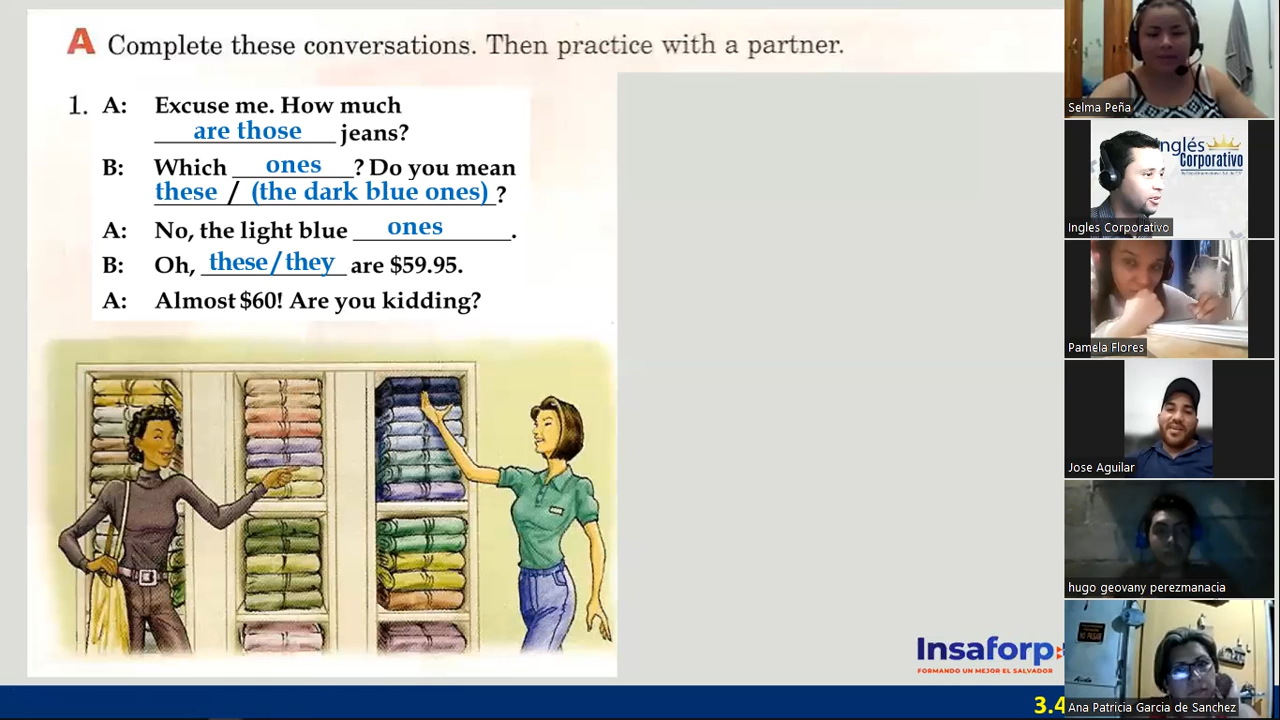 A Complete these conversations. Then practice with a partner.
1. A: Excuse me. How much
are those jeans?
B: Which ones ? Do you mean
these / (the dark blue ones) ?
A: No, the light blue ones .
B: Oh, these/they are $59.95.
A: Almost $60! Are you kidding?
Insaforp
FORMANDO UN MEJOR EL SALVADOR
3.4
Selma Peña
Inglés
Corporativo
Ingles Corporativo
Pamela Flores
Jose Aguilar
hugo geovany perezmanacia
NO PASAR
Ana Patricia Garcia de Sanchez